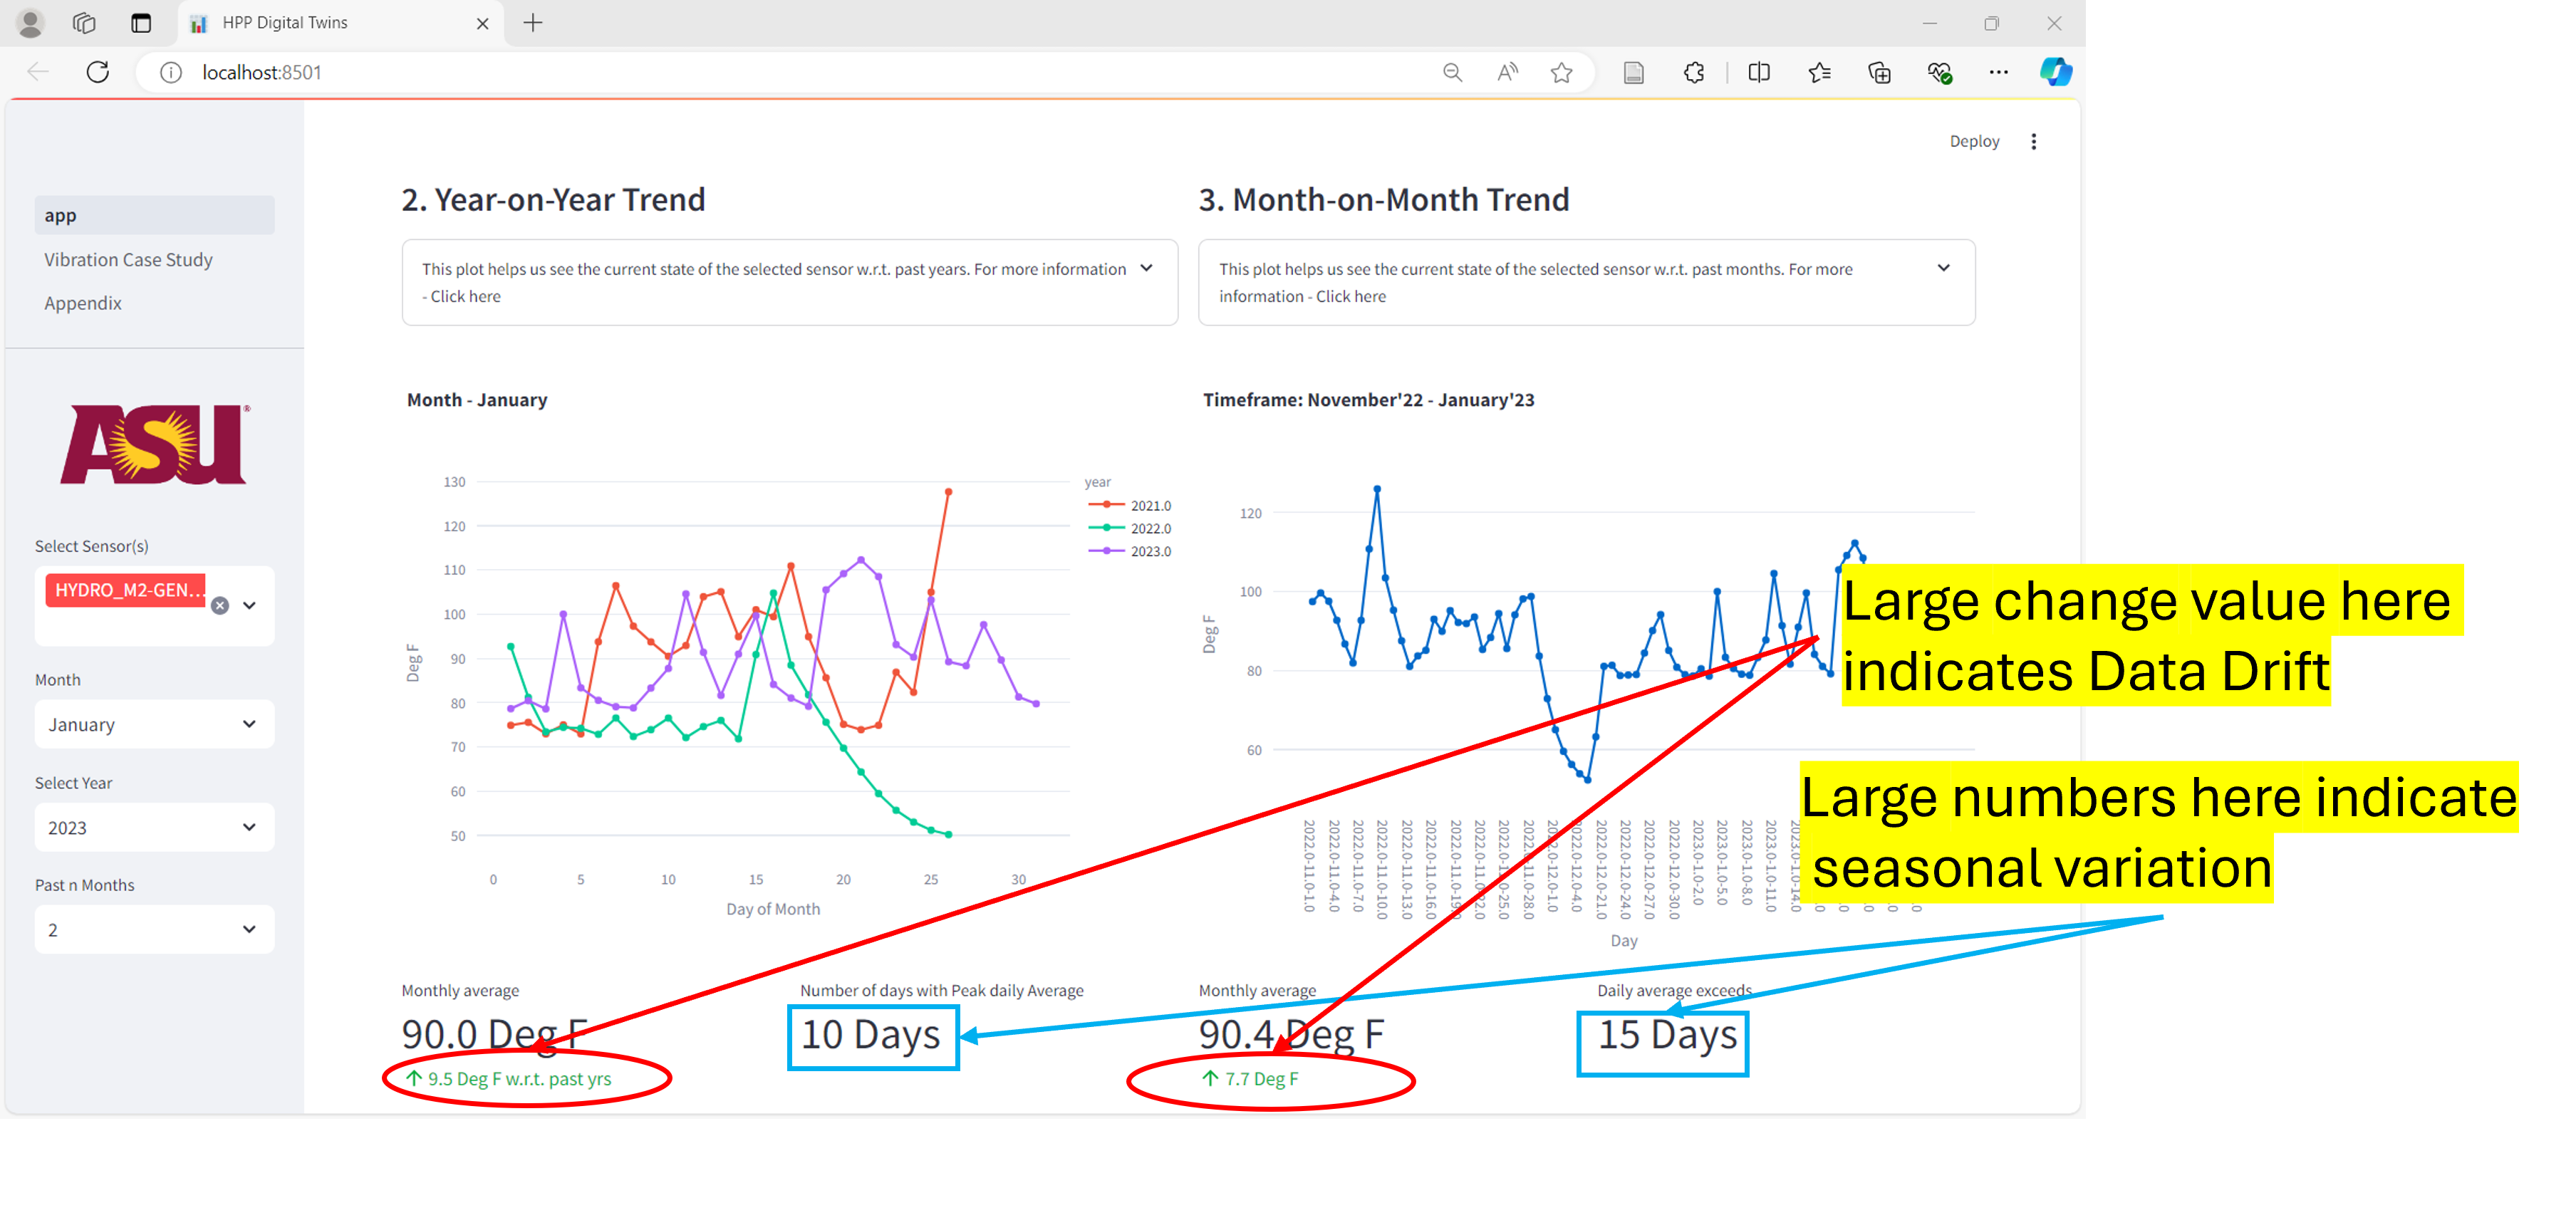 HPP Digital Twins
localhost:8501
Deploy
app
Vibration Case Study
Appendix
ASU
Select Sensor(s)
HYDRO_M2-GEN...
Month
January
Select Year
2023
Past n Months
2
2. Year-on-Year Trend
This plot helps us see the current state of the selected sensor w.r.t. past years. For more information
- Click here
Month - January
130
120
110
100
90
80
70
60
50
Deg F
0 5 10 15 20 25 30
Day of Month
year
2021.0
2022.0
2023.0
Monthly average
90.0 Deg F
↑ 9.5 Deg F w.r.t. past yrs
Number of days with Peak daily Average
10 Days
3. Month-on-Month Trend
This plot helps us see the current state of the selected sensor w.r.t. past months. For more
information - Click here
Timeframe: November'22 - January'23
120
100
80
60
Deg F
2022.0-11.0-1.0
2022.0-11.0-4.0
2022.0-11.0-7.0
2022.0-11.0-10.0
2022.0-11.0-13.0
2022.0-11.0-16.0
2022.0-11.0-19.0
2022.0-11.0-22.0
2022.0-11.0-25.0
2022.0-11.0-28.0
2022.0-12.0-1.0
2022.0-12.0-4.0
2022.0-12.0-21.0
2022.0-12.0-24.0
2022.0-12.0-27.0
2022.0-12.0-30.0
2023.0-1.0-2.0
2023.0-1.0-5.0
2023.0-1.0-8.0
2023.0-1.0-11.0
2023.0-1.0-14.0
Day
Monthly average
90.4 Deg F
↑ 7.7 Deg F
Daily average exceeds
15 Days
Large change value here
indicates Data Drift
Large numbers here indicate
seasonal variation